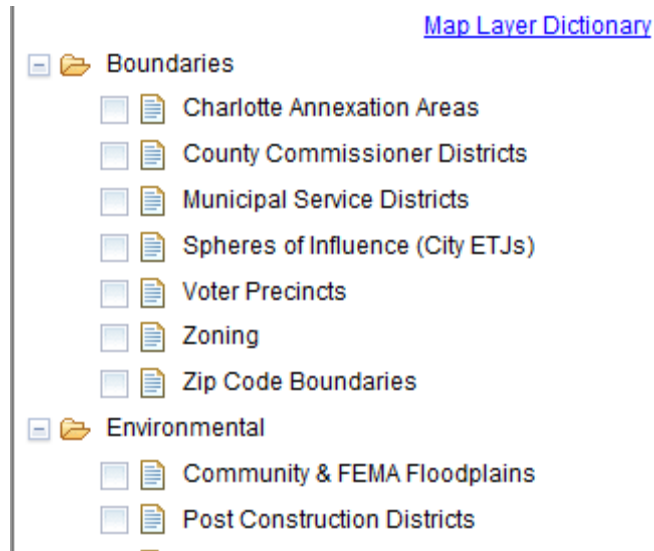 Map Layer Dictionary
Boundaries
Charlotte Annexation Areas
County Commissioner Districts
Municipal Service Districts
Spheres of Influence (City ETJs)
Voter Precincts
Zoning
Zip Code Boundaries
Environmental
Community & FEMA Floodplains
Post Construction Districts